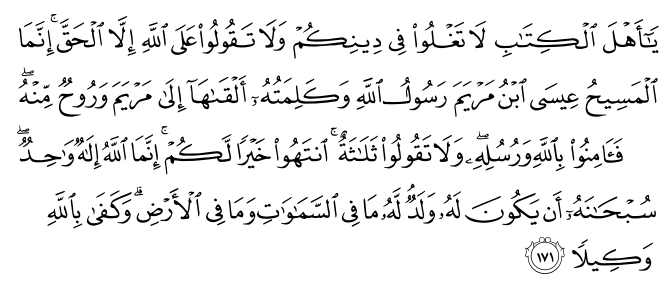 يَـٰٓأَهْلَ ٱلْكِتَـٰبِ لَا تَغْلُوا۟ فِى دِينِكُمْ وَلَا تَقُولُوا۟ عَلَى ٱللَّهِ إِلَّا ٱلْحَقَّ ۚ إِنَّمَا
ٱلْمَسِيحُ عِيسَى ٱبْنُ مَرْيَمَ رَسُولُ ٱللَّهِ وَكَلِمَتُهُۥٓ أَلْقَىٰهَآ إِلَىٰ مَرْيَمَ وَرُوحٌ مِّنْهُ ۖ
فَـَٔامِنُوا۟ بِٱللَّهِ وَرُسُلِهِۦ ۖ وَلَا تَقُولُوا۟ ثَلَـٰثَةٌ ۚ ٱنتَهُوا۟ خَيْرًا لَّكُمْ ۚ إِنَّمَا ٱللَّهُ إِلَـٰهٌ وَٰحِدٌ ۖ
سُبْحَـٰنَهُۥٓ أَن يَكُونَ لَهُۥ وَلَدٌ ۘ لَّهُۥ مَا فِى ٱلسَّمَـٰوَٰتِ وَمَا فِى ٱلْأَرْضِ ۗ وَكَفَىٰ بِٱللَّهِ
وَكِيلًا ١٧١